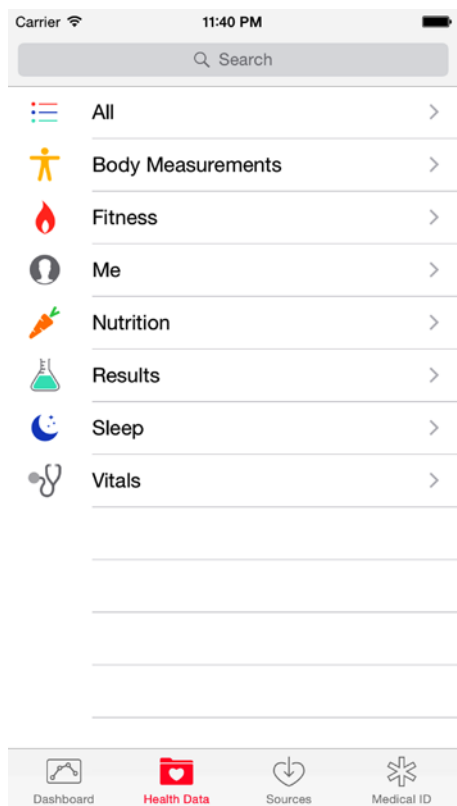 Carrier 11:40 PM
Search
All
Body Measurements
Fitness
Me
Nutrition
Results
Sleep
Vitals
Dashboard Health Data Sources Medical ID